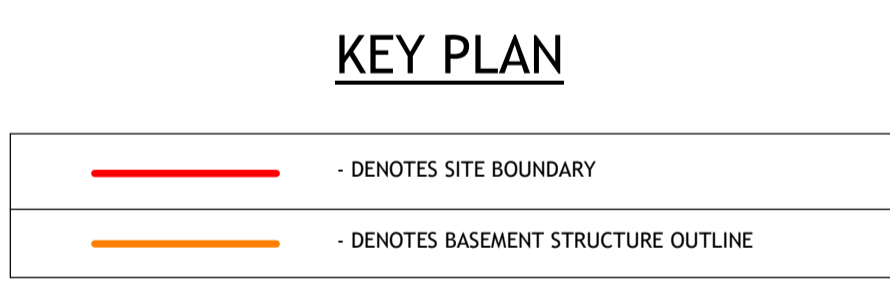 KEY PLAN
- DENOTES SITE BOUNDARY
- DENOTES BASEMENT STRUCTURE OUTLINE